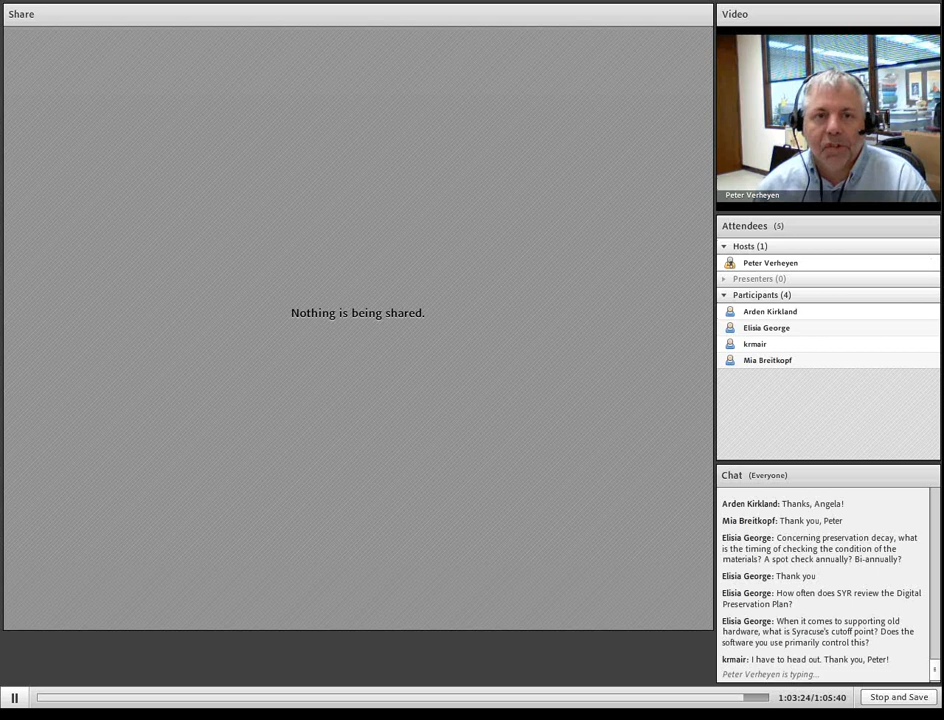 Share
Nothing is being shared.
Video
Peter Verheyen
Attendees (5)
Hosts (1)
Peter Verheyen
Presenters (0)
Participants (4)
Arden Kirkland
Elisia George
krmair
Mia Breitkopf
Chat (Everyone)
Arden Kirkland: Thanks, Angela!
Mia Breitkopf: Thank you, Peter
Elisia George: Concerning preservation decay, what
is the timing of checking the condition of the
materials? A spot check annually? Bi-annually?
Elisia George: Thank you
Elisia George: How often does SYR review the Digital
Preservation Plan?
Elisia George: When it comes to supporting old
hardware, what is Syracuse's cutoff point? Does the
software you use primarily control this?
krmair: I have to head out. Thank you, Peter!
Peter Verheyen is typing...
1:03:24/1:05:40
Stop and Save